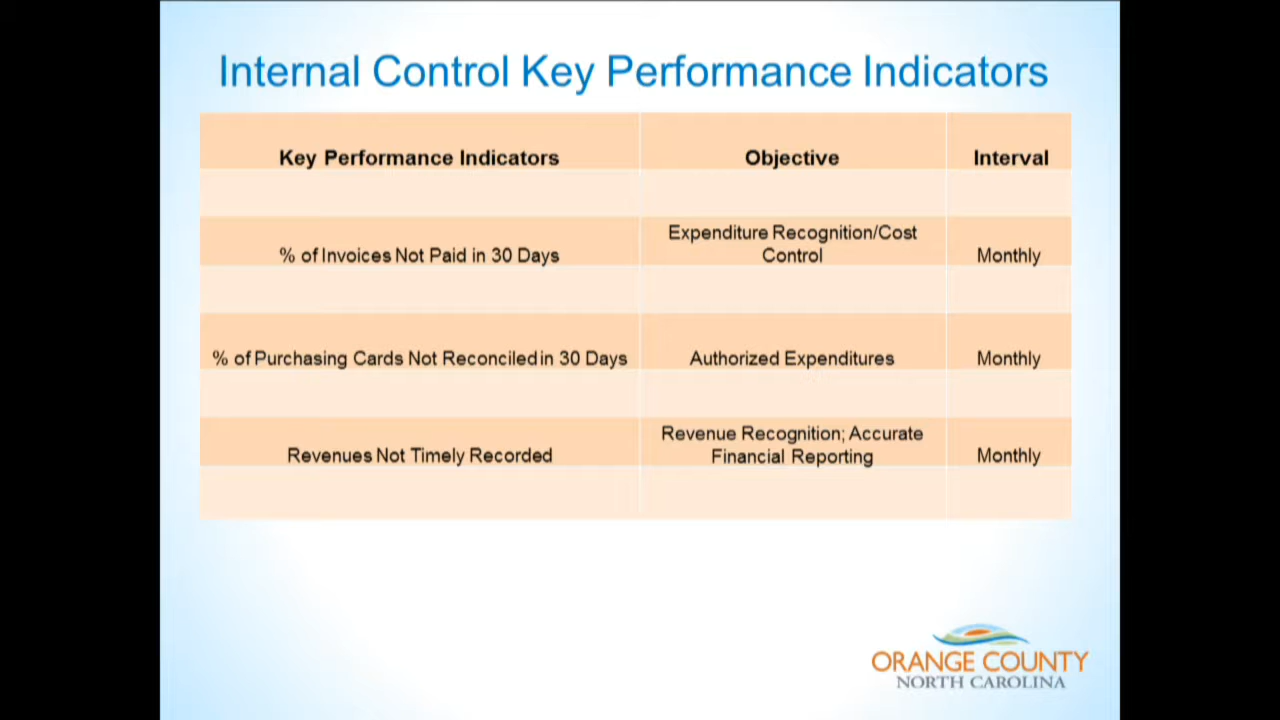 Internal Control Key Performance Indicators
Key Performance Indicators Objective Interval
% of Invoices Not Paid in 30 Days Expenditure Recognition/Cost Control Monthly
% of Purchasing Cards Not Reconciled in 30 Days Authorized Expenditures Monthly
Revenues Not Timely Recorded Revenue Recognition; Accurate Financial Reporting Monthly
ORANGE COUNTY
NORTH CAROLINA